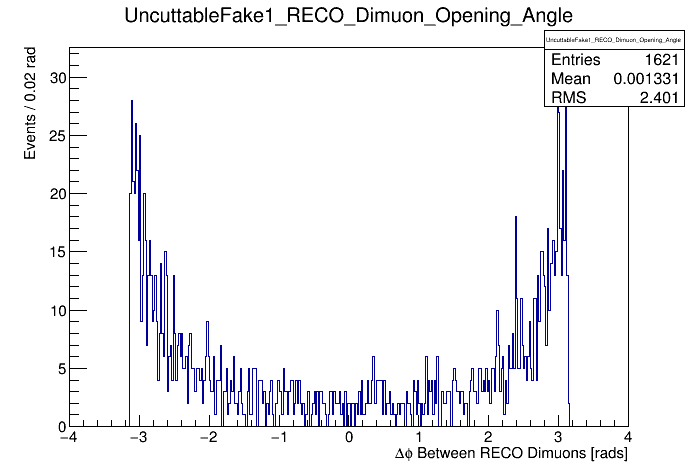 UncuttableFake1_RECO_Dimuon_Opening_Angle
UncuttableFake1_RECO_Dimuon_Opening_Angle
Entries 1621
Mean 0.001331
RMS 2.401
Events / 0.02 rad
30
25
20
15
10
5
0
−4 −3 −2 −1 0 1 2 3 4
Δϕ Between RECO Dimuons [rads]